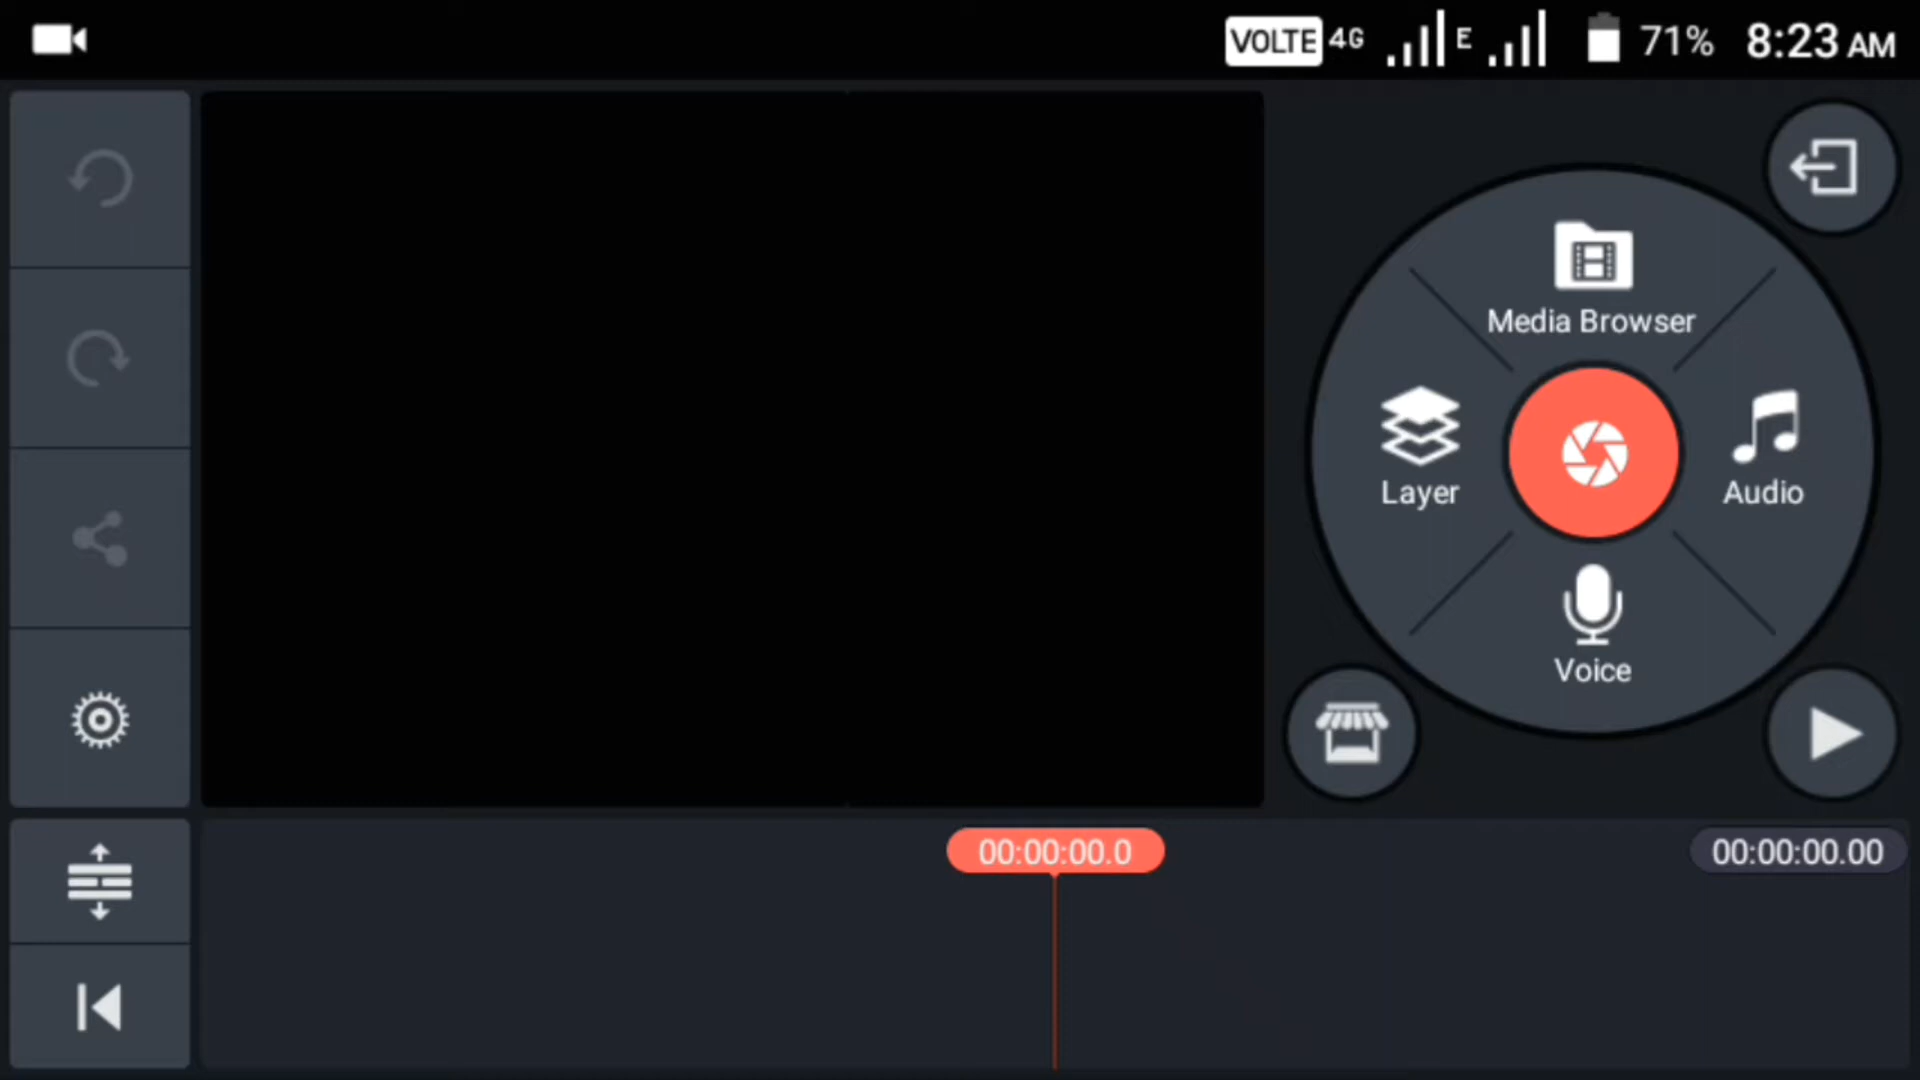 VOLTE 4G E 71% 8:23 AM
Media Browser
Layer
Audio
Voice
00:00:00.0
00:00:00.00